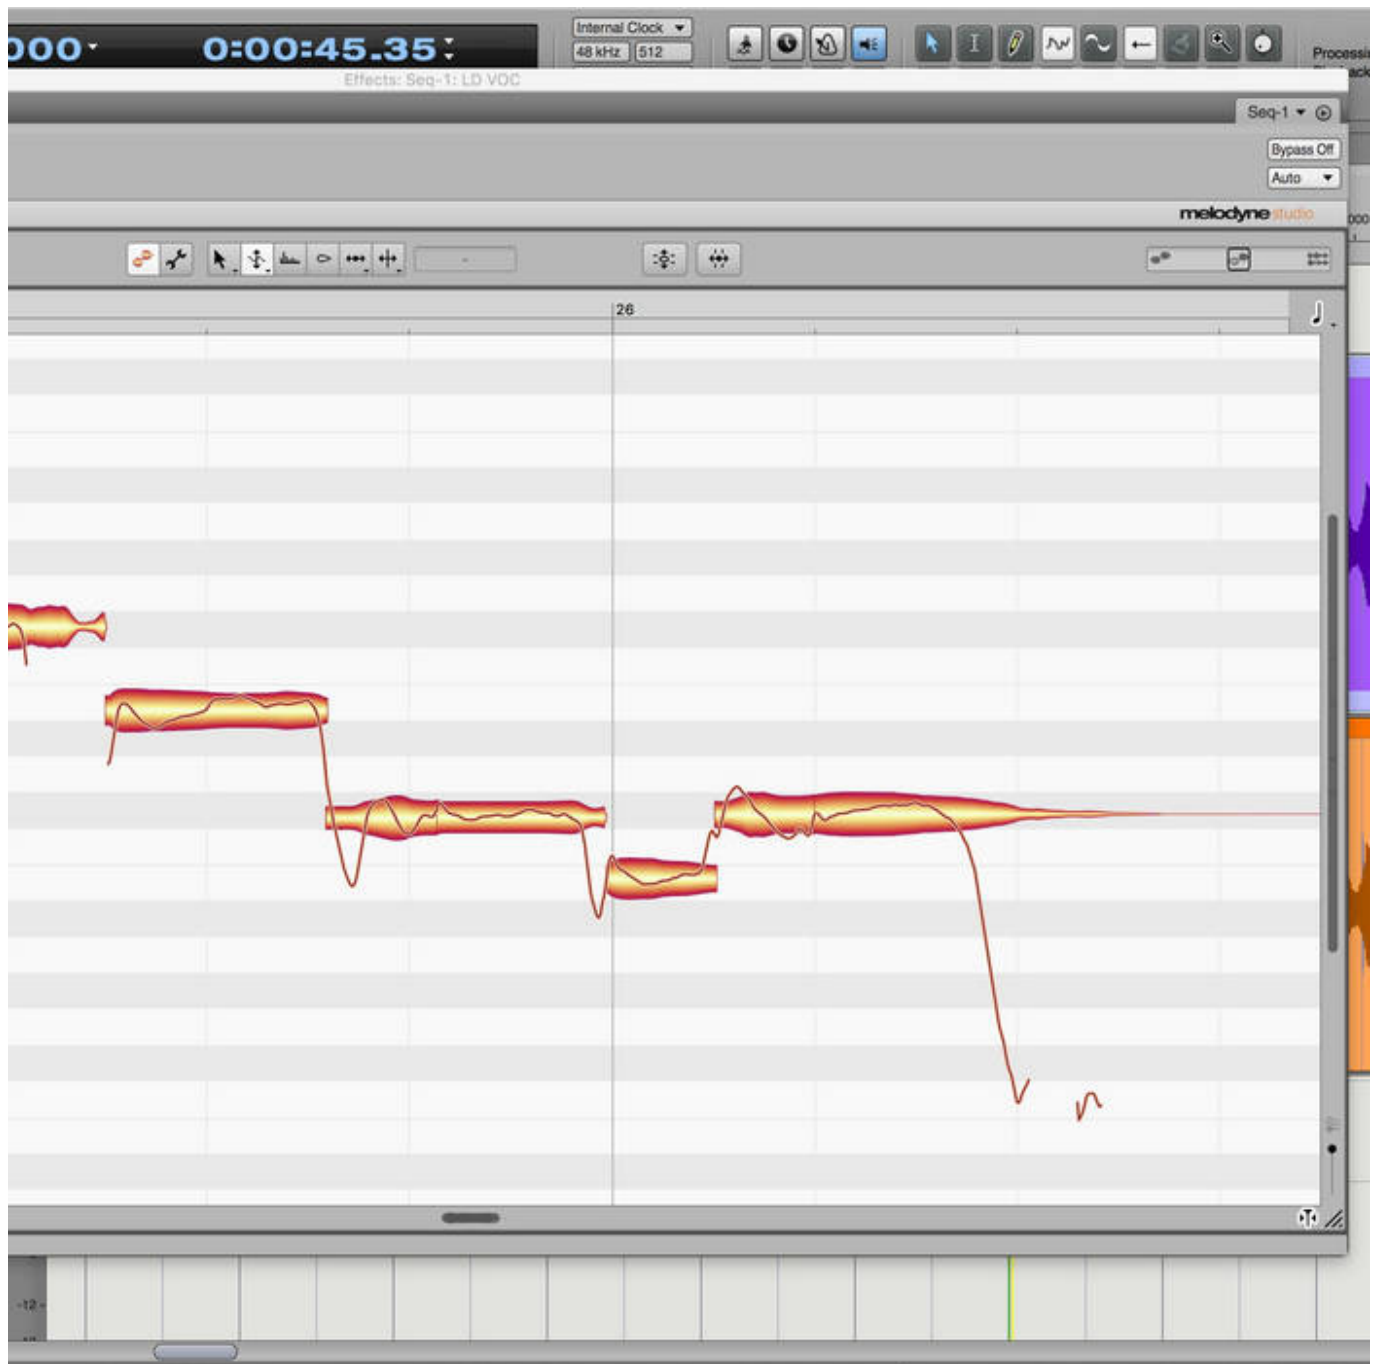 000
0:00:45.35
Internal Clock
48 kHz 512
Effects: Seq-1: LD VOC
Seq-1
Bypass Off
Auto
melodyne studio
26
-12-